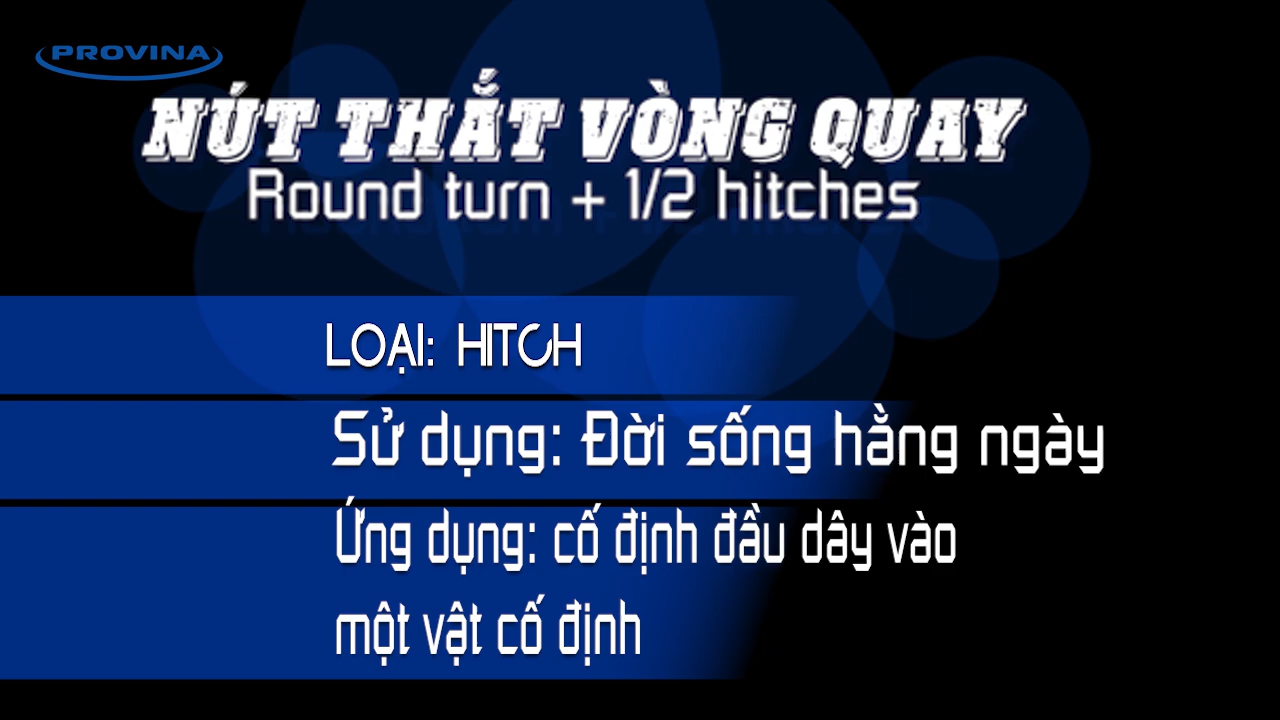 PROVINA
NÚT THẮT VÒNG QUAY
Round turn + 1/2 hitches
LOẠI: HITCH
Sử dụng: Đời sống hằng ngày
Ứng dụng: cố định đầu dây vào
một vật cố định